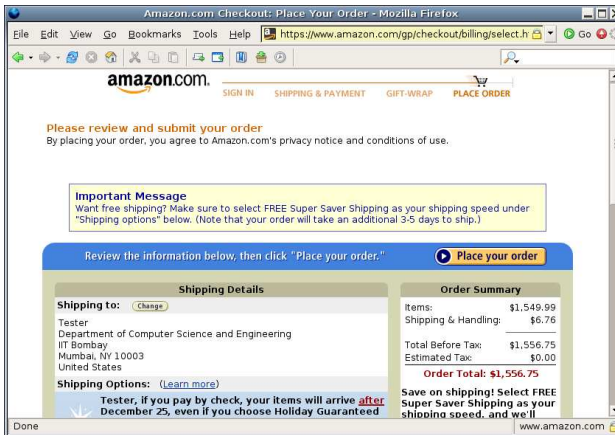 Amazon.com Checkout: Place Your Order - Mozilla Firefox
File Edit View Go Bookmarks Tools Help https://www.amazon.com/gp/checkout/billing/select.h Go
amazon.com.
SIGN IN SHIPPING & PAYMENT GIFT-WRAP PLACE ORDER
Please review and submit your order
By placing your order, you agree to Amazon.com's privacy notice and conditions of use.
Important Message
Want free shipping? Make sure to select FREE Super Saver Shipping as your shipping speed under
"Shipping options" below. (Note that your order will take an additional 3-5 days to ship.)
Review the information below, then click "Place your order." Place your order
Shipping Details
Shipping to: Change
Tester
Department of Computer Science and Engineering
IIT Bombay
Mumbai, NY 10003
United States
Shipping Options: (Learn more)
Tester, if you pay by check, your items will arrive after
December 25, even if you choose Holiday Guaranteed
Order Summary
Items: $1,549.99
Shipping & Handling: $6.76
Total Before Tax: $1,556.75
Estimated Tax: $0.00
Order Total: $1,556.75
Save on shipping! Select FREE
Super Saver Shipping as your
shipping speed, and we'll
Done www.amazon.com